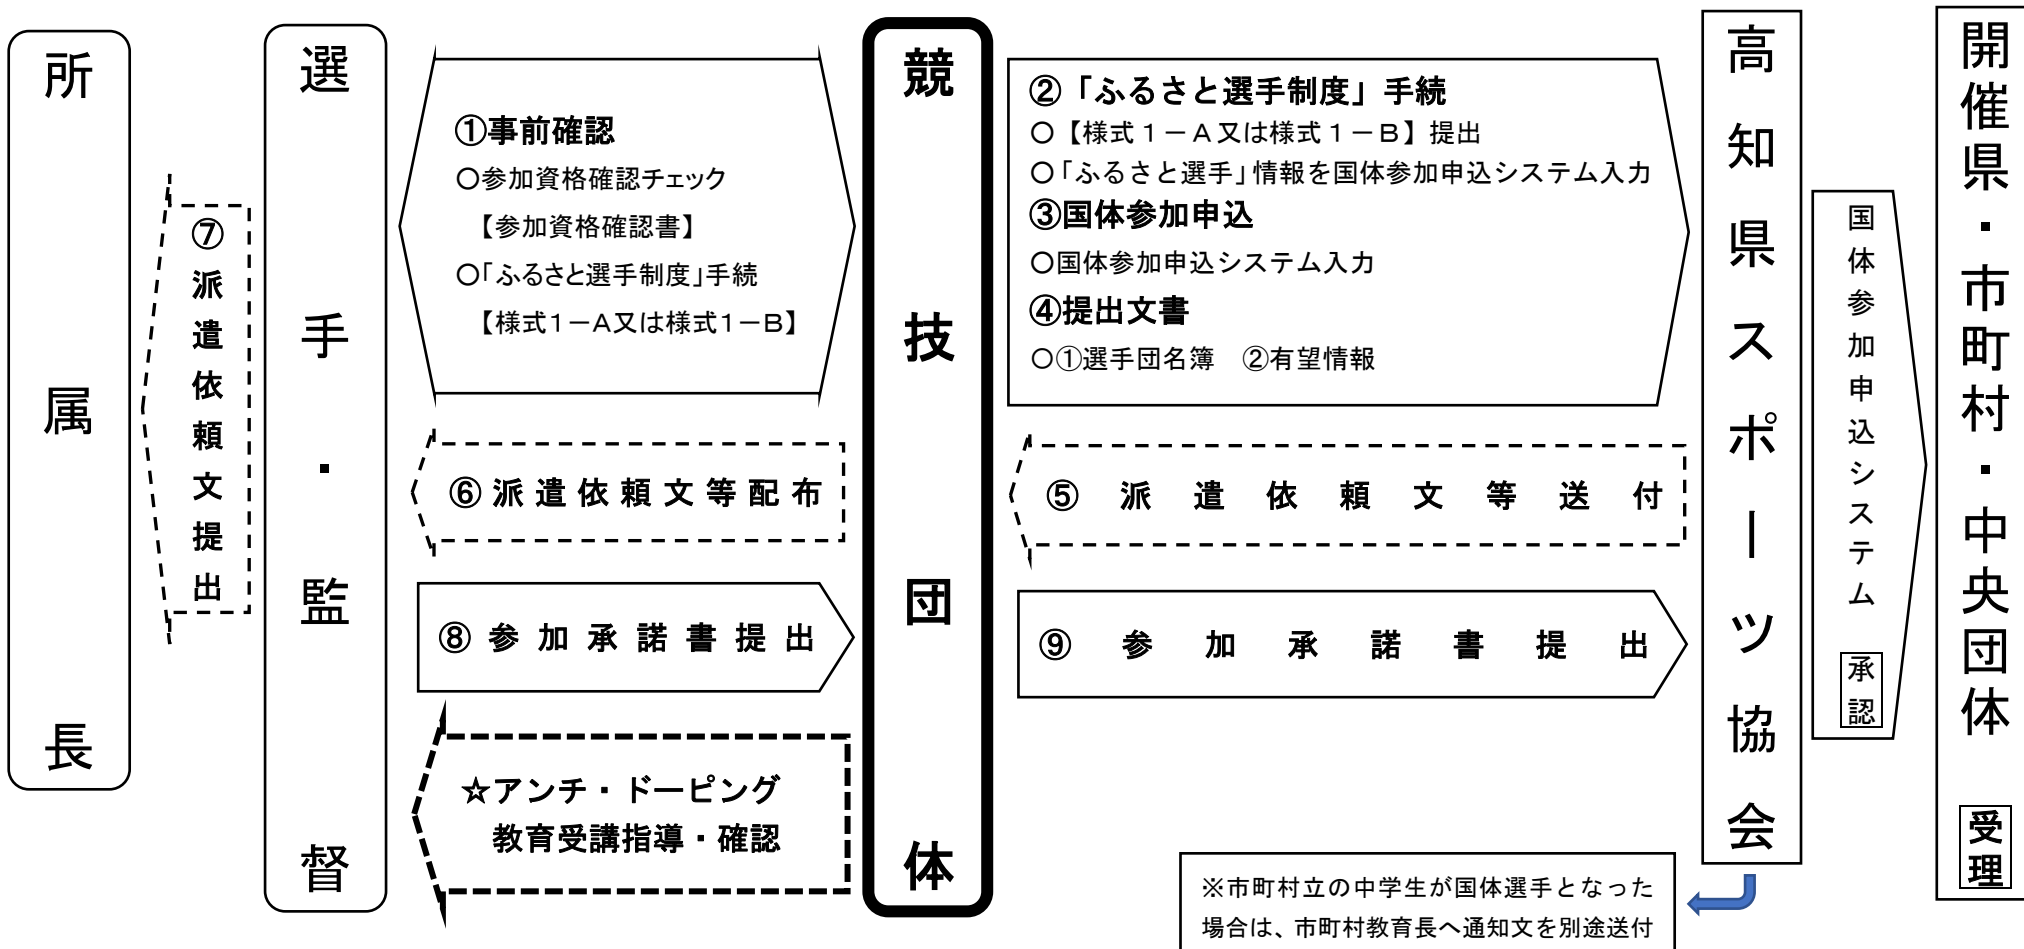 所属長
⑦派遣依頼文提出
選手・監督
①事前確認
○参加資格確認チェック
【参加資格確認書】
○「ふるさと選手制度」手続
【様式1－A又は様式1－B】
⑥派遣依頼文等配布
⑧参加承諾書提出
☆アンチ・ドーピング
教育受講指導・確認
競技団体
②「ふるさと選手制度」手続
○【様式1－A又は様式1－B】提出
○「ふるさと選手」情報を国体参加申込システム入力
③国体参加申込
○国体参加申込システム入力
④提出文書
○①選手団名簿　②有望情報
⑤派遣依頼文等送付
⑨参加承諾書提出
※市町村立の中学生が国体選手となった
場合は、市町村教育長へ通知文を別途送付
高知県スポーツ協会
国体参加申込システム 承認
開催県・市町村・中央団体 受理